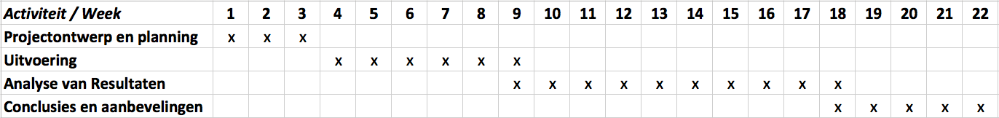 Activiteit / Week 1 2 3 4 5 6 7 8 9 10 11 12 13 14 15 16 17 18 19 20 21 22
Projectontwerp en planning x x x
Uitvoering x x x x x x
Analyse van Resultaten x x x x x x x x x x
Conclusies en aanbevelingen x x x x x